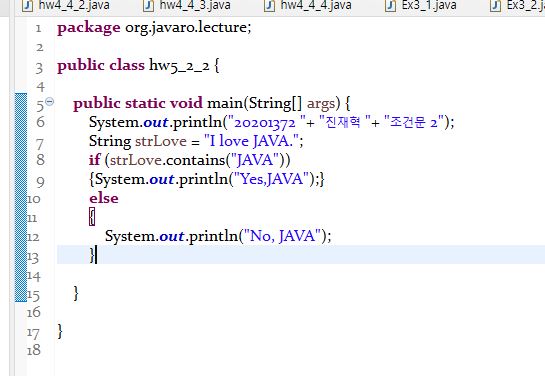 hw4_4_2.java hw4_4_3.java hw4_4_4.java Ex3_1.java Ex3_2.j
1 package org.javaro.lecture;
2
3 public class hw5_2_2 {
4
5 public static void main(String[] args) {
6 System.out.println("20201372 "+ "진재혁 "+ "조건문 2");
7 String strLove = "I love JAVA.";
8 if (strLove.contains("JAVA"))
9 {System.out.println("Yes,JAVA");}
10 else
11 {
12 System.out.println("No, JAVA");
13 }
14
15 }
16
17 }
18